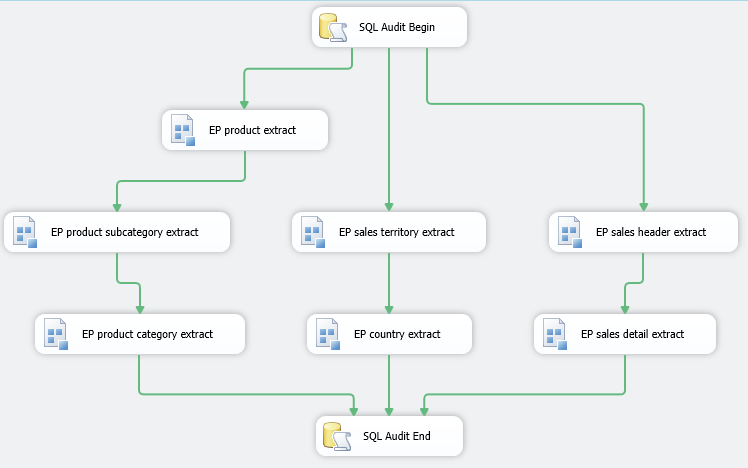 SQL Audit Begin
EP product extract
EP product subcategory extract
EP sales territory extract
EP sales header extract
EP product category extract
EP country extract
EP sales detail extract
SQL Audit End